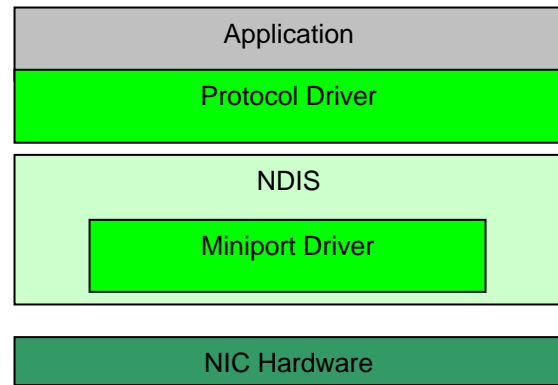 Application
Protocol Driver
NDIS
Miniport Driver
NIC Hardware